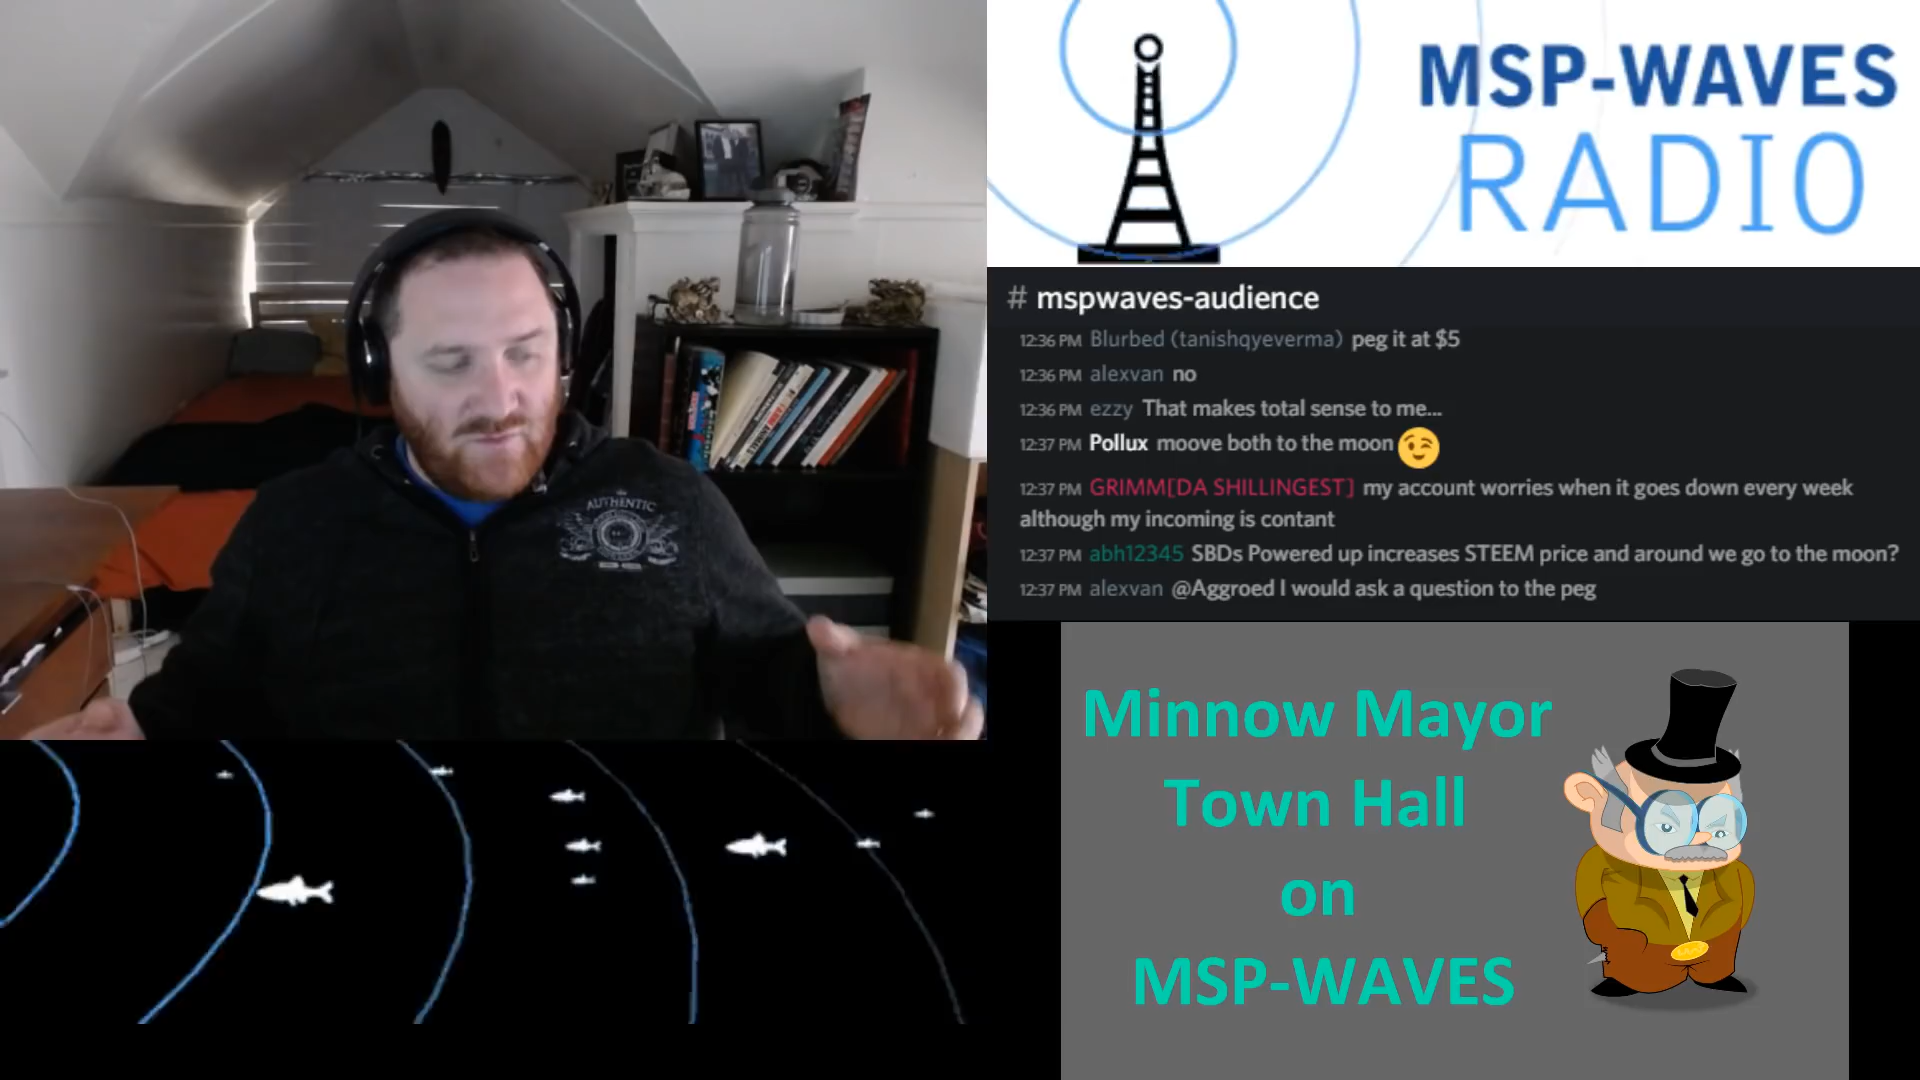 MSP-WAVES
RADIO
# mspwaves-audience
12:36 PM Blurbed (tanishqyeverma) peg it at $5
12:36 PM alexvan no
12:36 PM ezzy That makes total sense to me...
12:37 PM Pollux moove both to the moon 😉
12:37 PM GRIMM[DA SHILLINGEST] my account worries when it goes down every week
although my incoming is contant
12:37 PM abh12345 SBDs Powered up increases STEEM price and around we go to the moon?
12:37 PM alexvan @Aggroed I would ask a question to the peg
AUTHENTIC
Minnow Mayor
Town Hall
on
MSP-WAVES